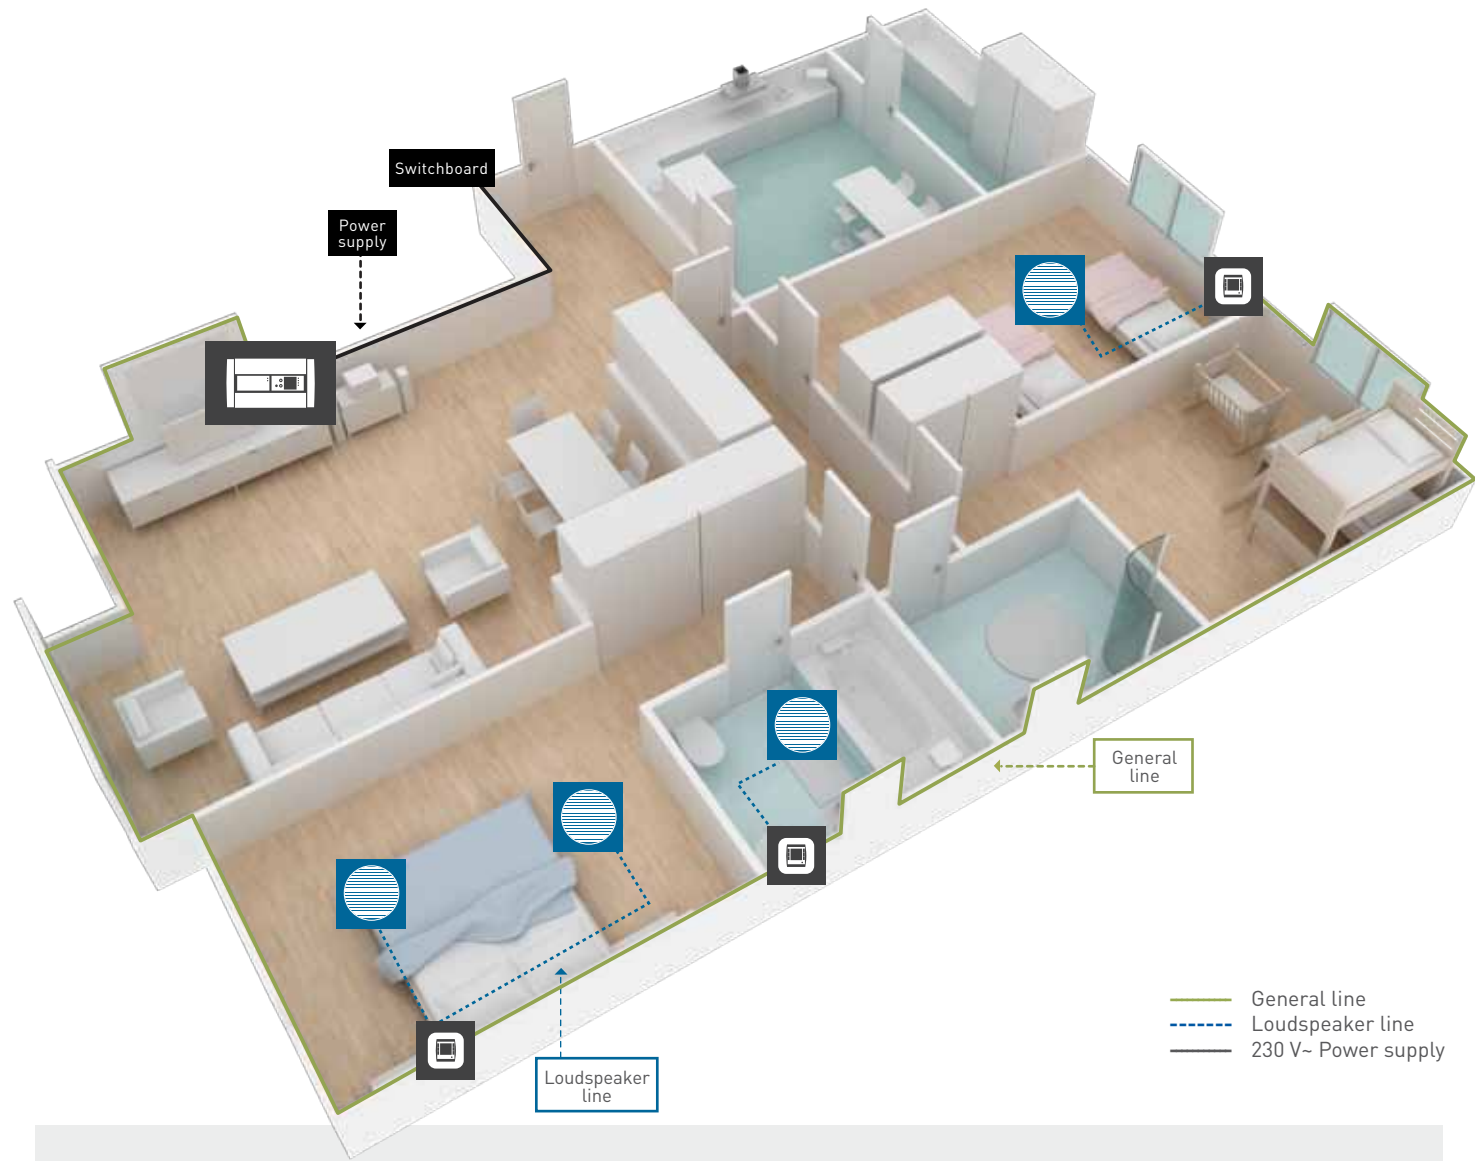 Switchboard
Power
supply
General
line
Loudspeaker
line
General line
Loudspeaker line
230 V~ Power supply